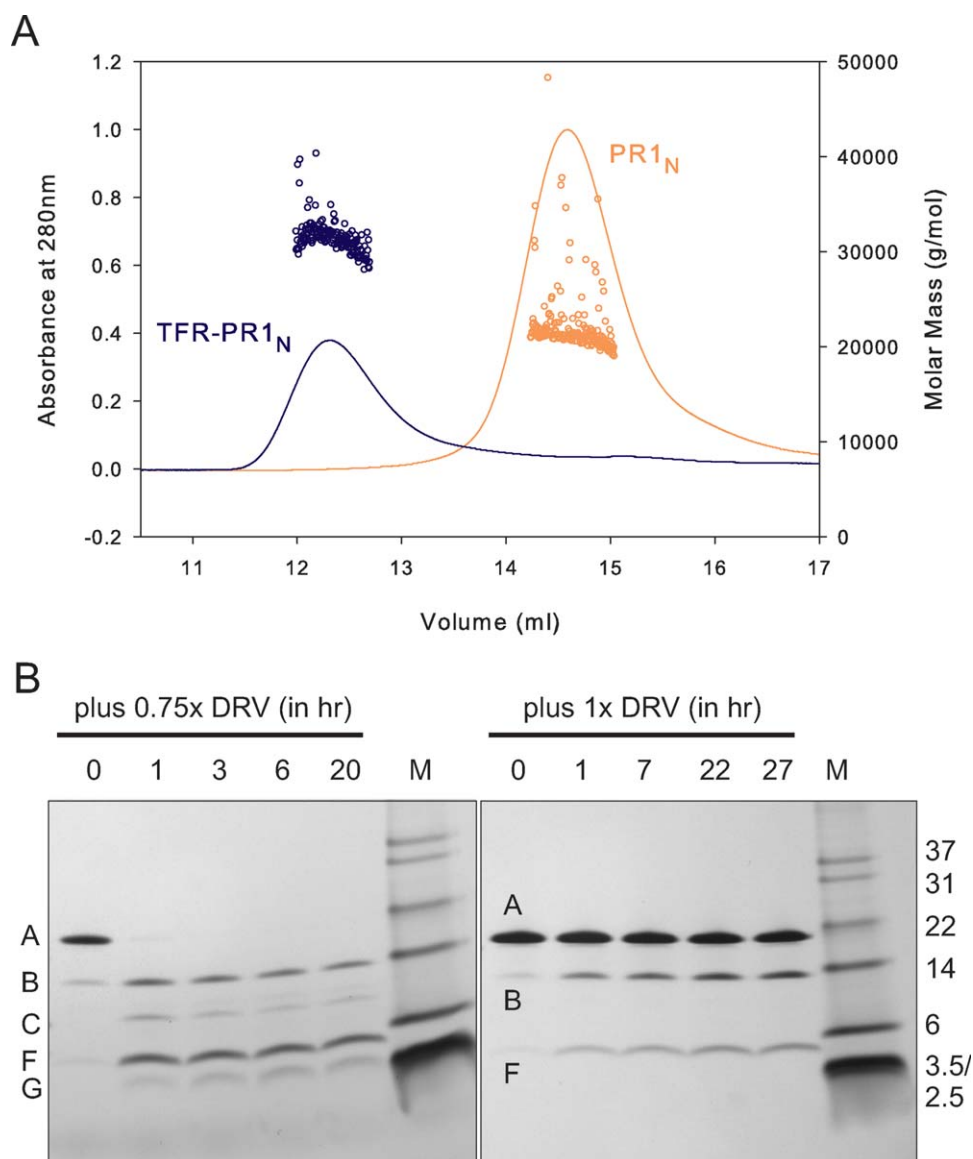 A
1.2
1.0
0.8
0.6
0.4
0.2
0.0
-0.2
Absorbance at 280nm
50000
40000
30000
20000
10000
0
Molar Mass (g/mol)
PR1N
TFR-PR1N
11 12 13 14 15 16 17
Volume (ml)
B
plus 0.75x DRV (in hr)
0 1 3 6 20 M
A
B
C
F
G
plus 1x DRV (in hr)
0 1 7 22 27 M
A
B
F
37
31
22
14
6
3.5/
2.5